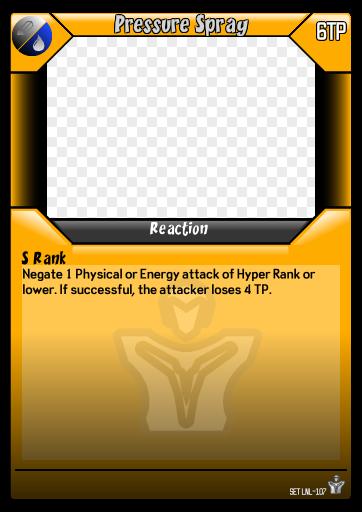 Pressure Spray
6TP
Reaction
S Rank
Negate 1 Physical or Energy attack of Hyper Rank or
lower. If successful, the attacker loses 4 TP.
SET LNL-107